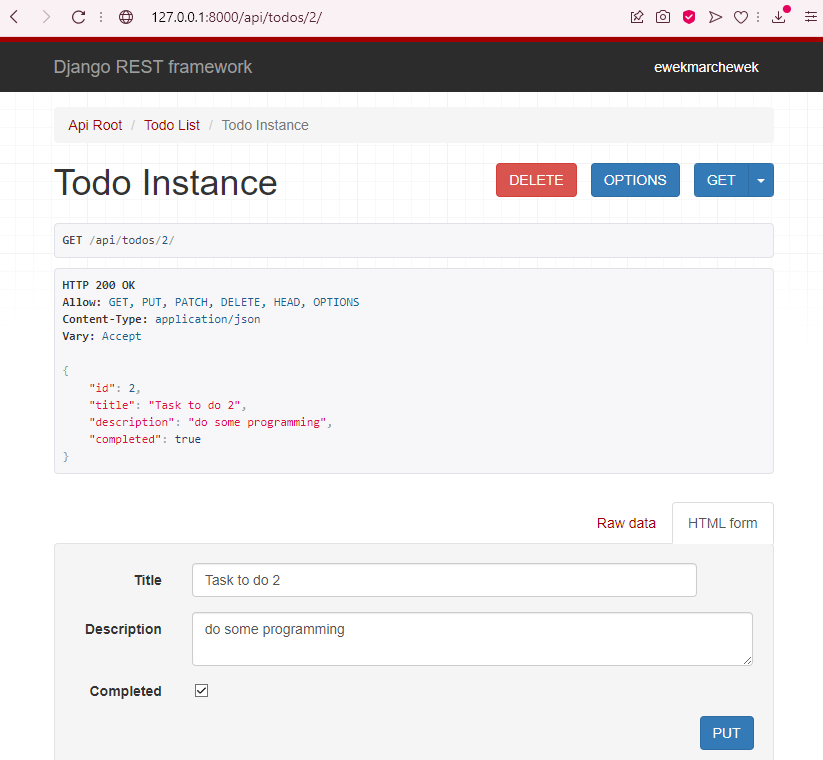 127.0.0.1:8000/api/todos/2/
Django REST framework
ewekmarchewek
Api Root / Todo List / Todo Instance
Todo Instance
DELETE
OPTIONS
GET
GET /api/todos/2/
HTTP 200 OK
Allow: GET, PUT, PATCH, DELETE, HEAD, OPTIONS
Content-Type: application/json
Vary: Accept
{
"id": 2,
"title": "Task to do 2",
"description": "do some programming",
"completed": true
}
Raw data
HTML form
Title
Task to do 2
Description
do some programming
Completed
PUT